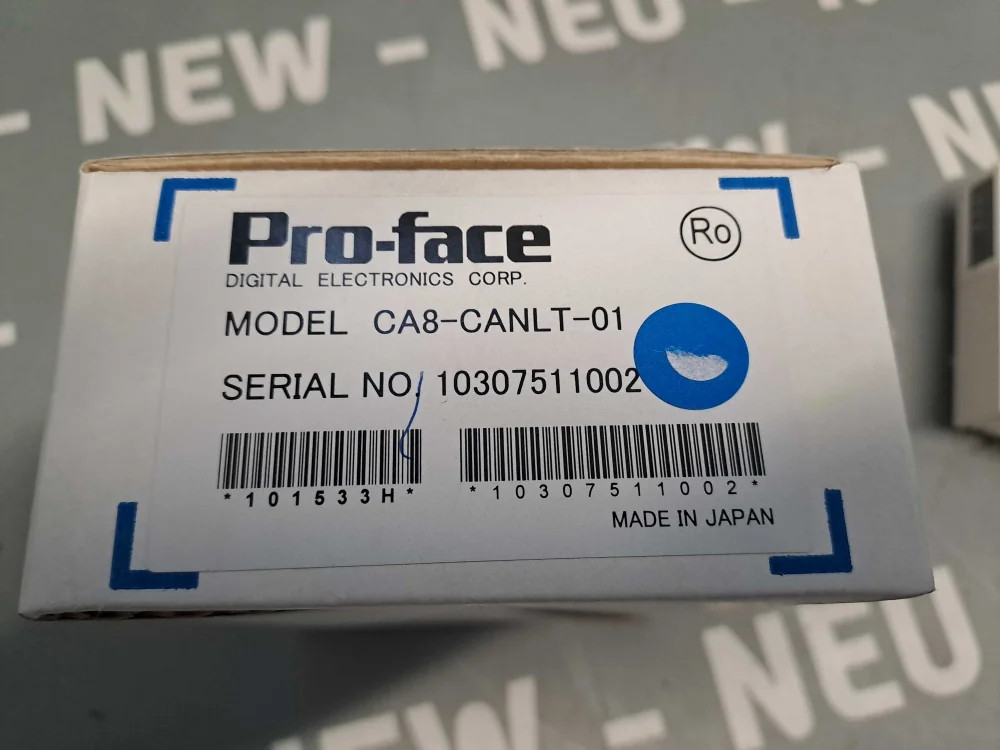 - NEW - NEU
Pro-face
Ro
DIGITAL ELECTRONICS CORP.
MODEL CA8-CANLT-01
SERIAL NO. 10307511002
*101533H*
*10307511002*
MADE IN JAPAN
- NEU